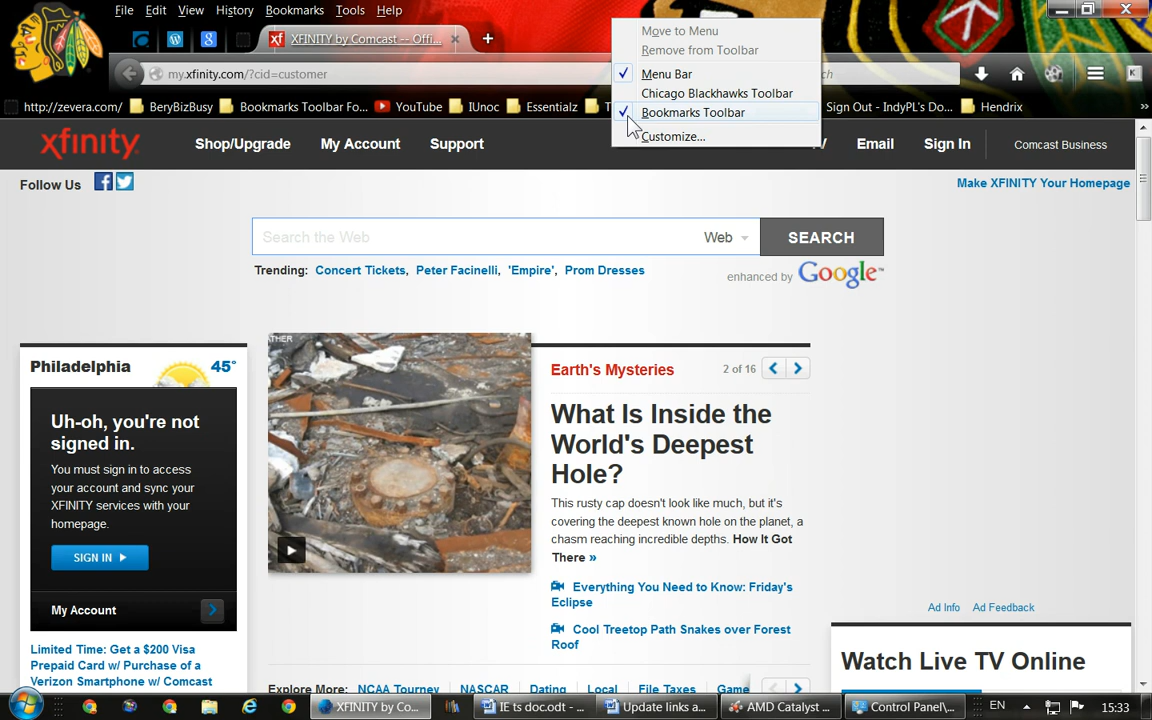 File Edit View History Bookmarks Tools Help
XFINITY by Comcast -- Offi...
my.xfinity.com/?cid=customer
Move to Menu
Remove from Toolbar
Menu Bar
Chicago Blackhawks Toolbar
Bookmarks Toolbar
Customize...
http://zevera.com/ BeryBizBusy Bookmarks Toolbar Fo... YouTube IUnoc Essentialz Sign Out - IndyPL's Do... Hendrix
xfinity Shop/Upgrade My Account Support Email Sign In Comcast Business
Follow Us
Make XFINITY Your Homepage
Search the Web Web SEARCH
Trending: Concert Tickets, Peter Facinelli, 'Empire', Prom Dresses
enhanced by Google™
Philadelphia 45°
Uh-oh, you're not
signed in.
You must sign in to access
your account and sync your
XFINITY services with your
homepage.
SIGN IN
My Account
Limited Time: Get a $200 Visa
Prepaid Card w/ Purchase of a
Verizon Smartphone w/ Comcast
Earth's Mysteries 2 of 16
What Is Inside the
World's Deepest
Hole?
This rusty cap doesn't look like much, but it's
covering the deepest known hole on the planet, a
chasm reaching incredible depths. How It Got
There »
Everything You Need to Know: Friday's
Eclipse
Cool Treetop Path Snakes over Forest
Roof
Explore More: NCAA Tourney NASCAR Dating Local File Taxes Game
Ad Info Ad Feedback
Watch Live TV Online
XFINITY by Co... IE ts doc.odt - ... Update links a... AMD Catalyst ... Control Panel\... EN 15:33